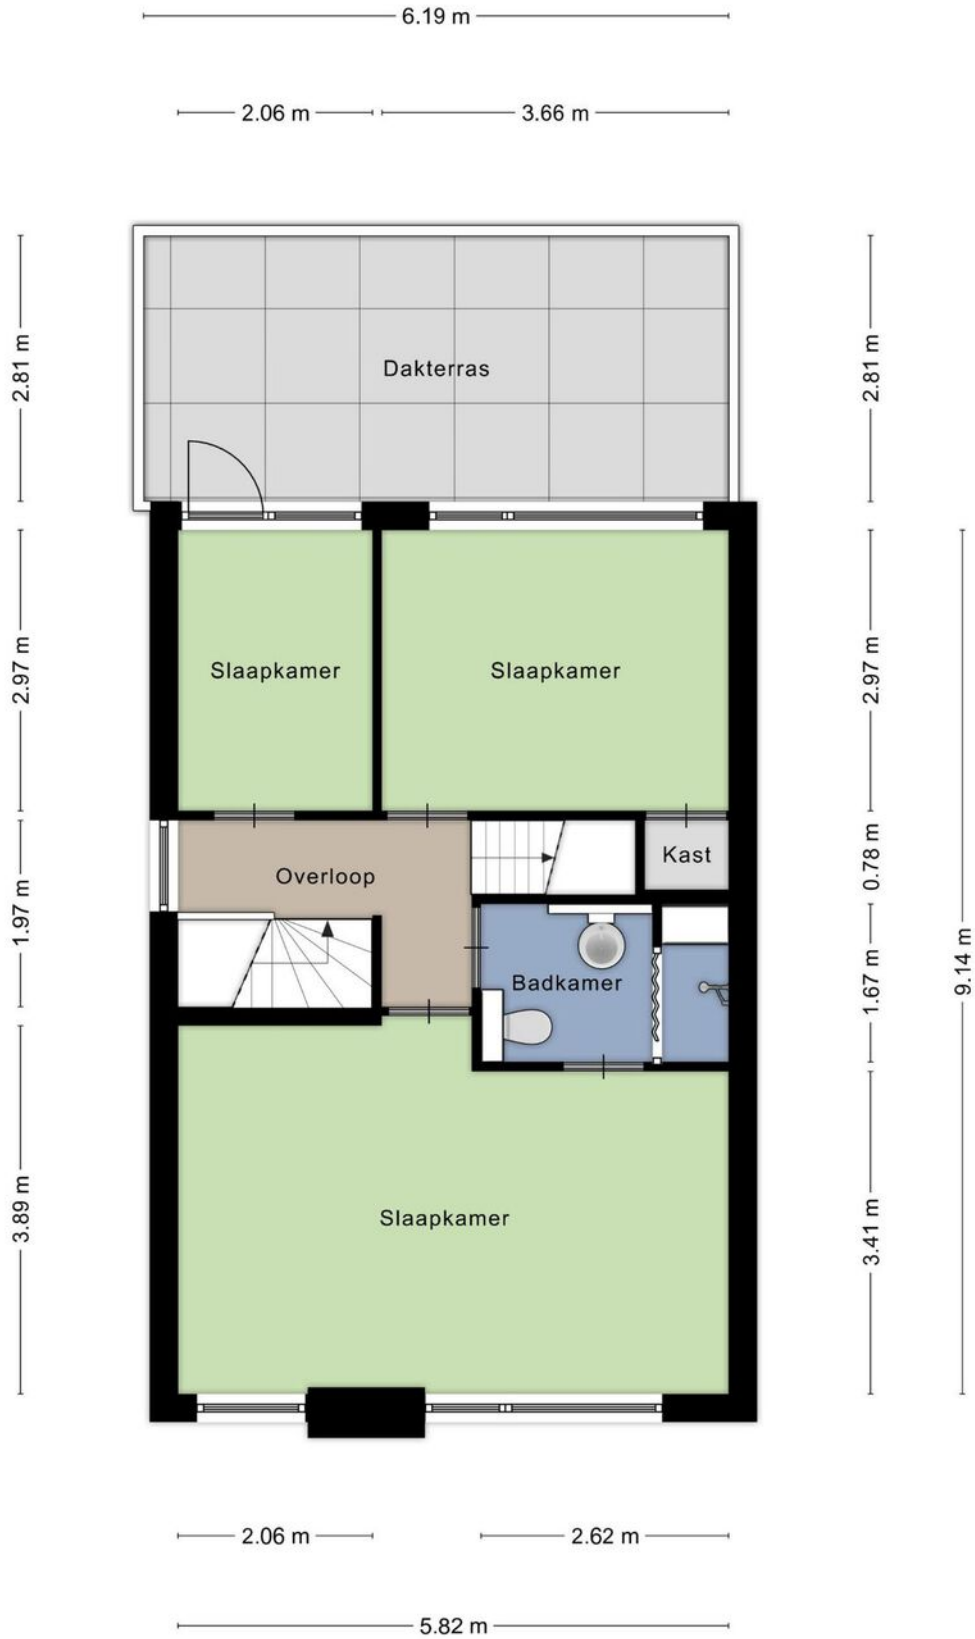 6.19 m
2.06 m
3.66 m
2.81 m
2.81 m
Dakterras
2.97 m
2.97 m
Slaapkamer
Slaapkamer
1.97 m
0.78 m
Overloop
Kast
9.14 m
1.67 m
Badkamer
3.89 m
3.41 m
Slaapkamer
2.06 m
2.62 m
5.82 m